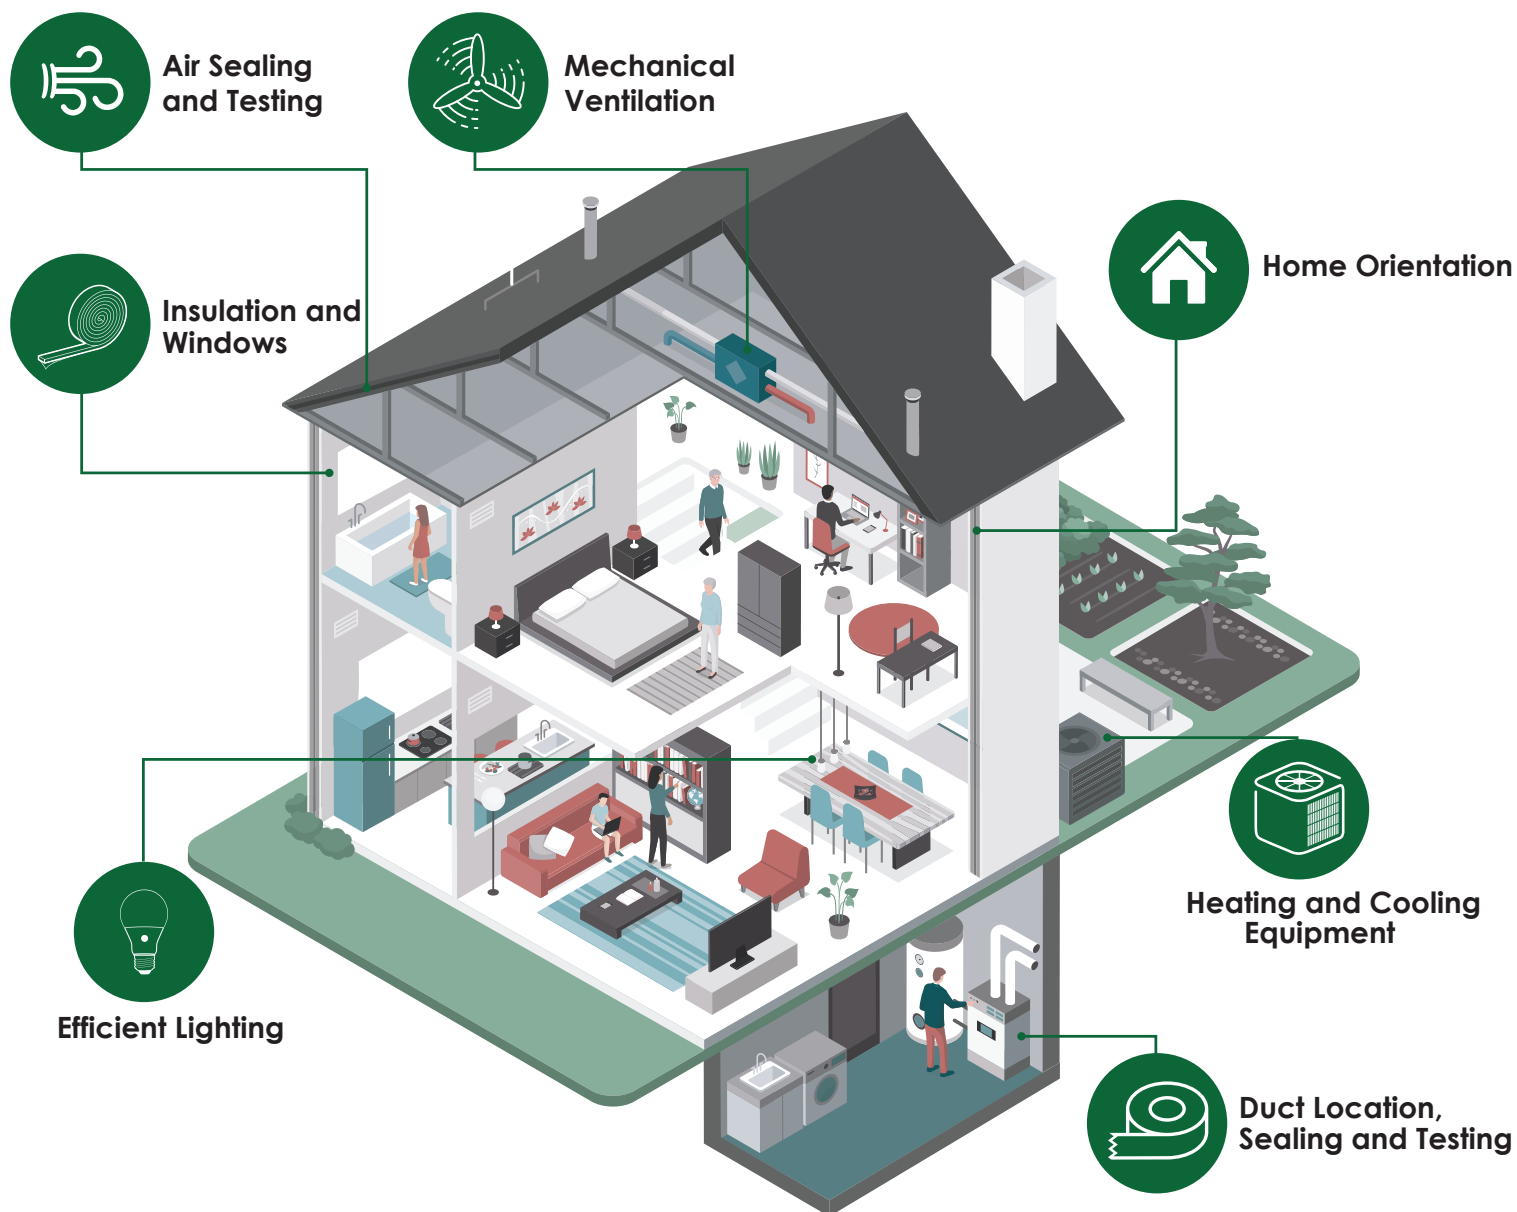 Air Sealing
and Testing
Mechanical
Ventilation
Home Orientation
Insulation and
Windows
Heating and Cooling
Equipment
Efficient Lighting
Duct Location,
Sealing and Testing